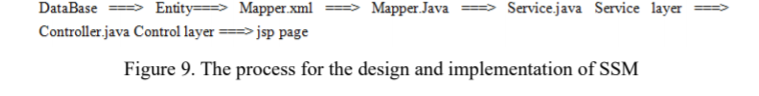 DataBase ===> Entity===> Mapper.xml ===> Mapper.Java ===> Service.java Service layer ===>
Controller.java Control layer ===> jsp page
Figure 9. The process for the design and implementation of SSM